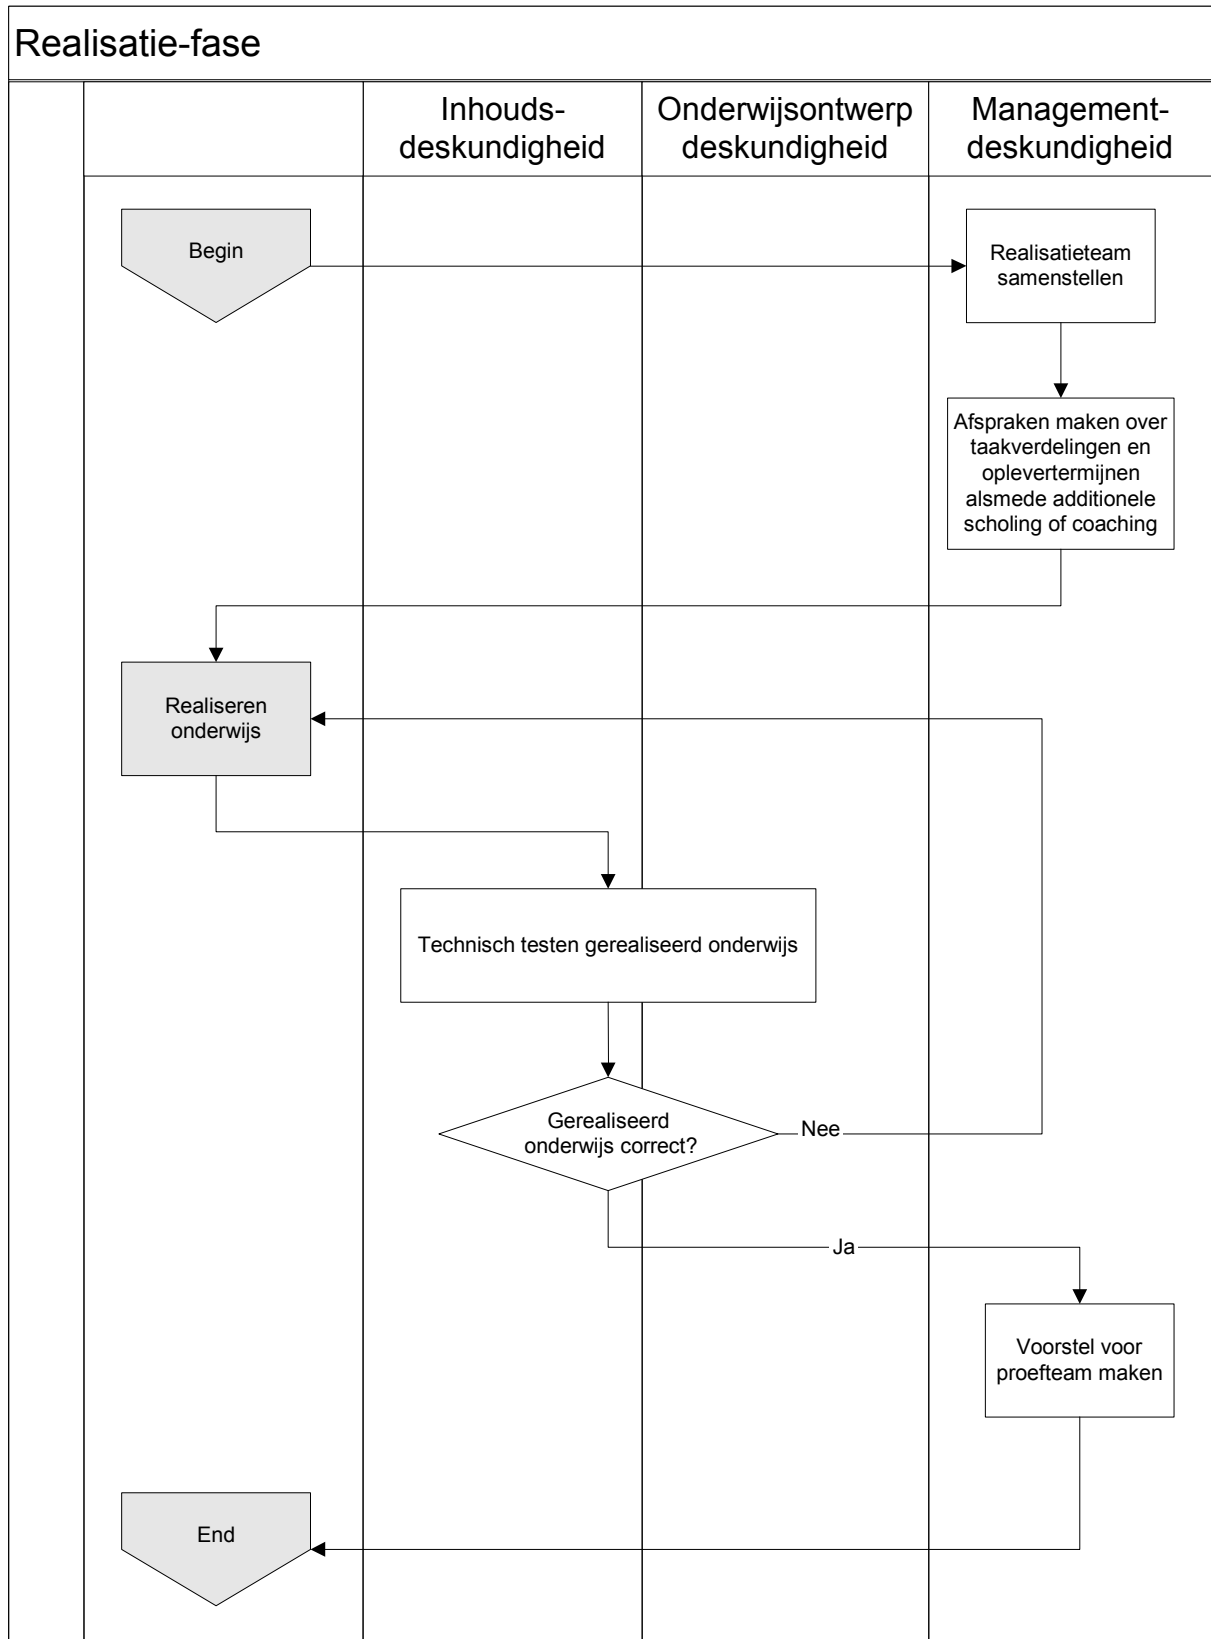 Realisatie-fase
Inhouds-
deskundigheid
Onderwijsontwerp
deskundigheid
Management-
deskundigheid
Begin
Realisatieteam
samenstellen
Afspraken maken over
taakverdelingen en
oplevertermijnen
alsmede additionele
scholing of coaching
Realiseren
onderwijs
Technisch testen gerealiseerd onderwijs
Gerealiseerd
onderwijs correct?
Nee
Ja
Voorstel voor
proefteam maken
End